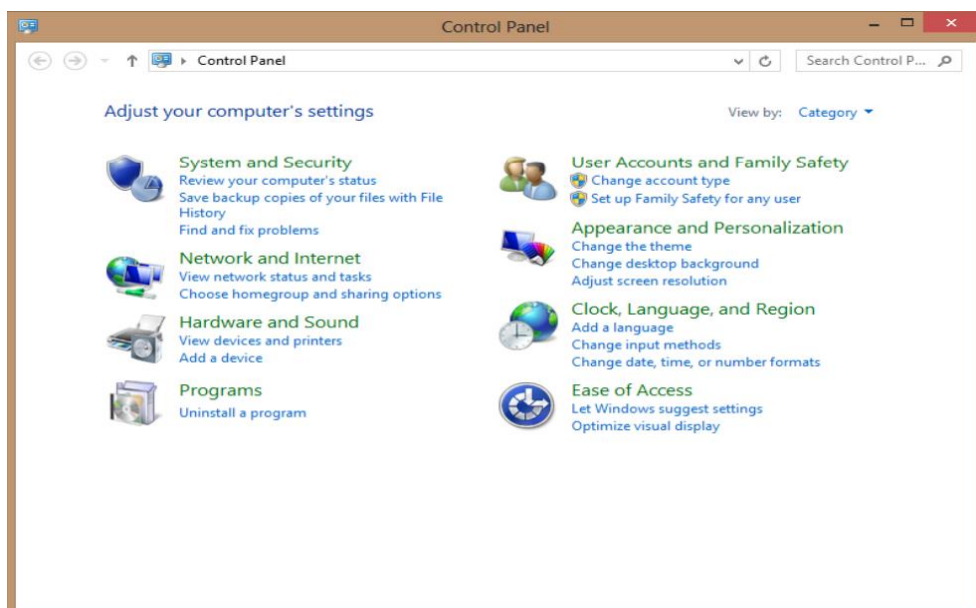 Control Panel
Control Panel
Search Control P...
Adjust your computer's settings
View by: Category
System and Security
Review your computer's status
Save backup copies of your files with File
History
Find and fix problems
Network and Internet
View network status and tasks
Choose homegroup and sharing options
Hardware and Sound
View devices and printers
Add a device
Programs
Uninstall a program
User Accounts and Family Safety
Change account type
Set up Family Safety for any user
Appearance and Personalization
Change the theme
Change desktop background
Adjust screen resolution
Clock, Language, and Region
Add a language
Change input methods
Change date, time, or number formats
Ease of Access
Let Windows suggest settings
Optimize visual display